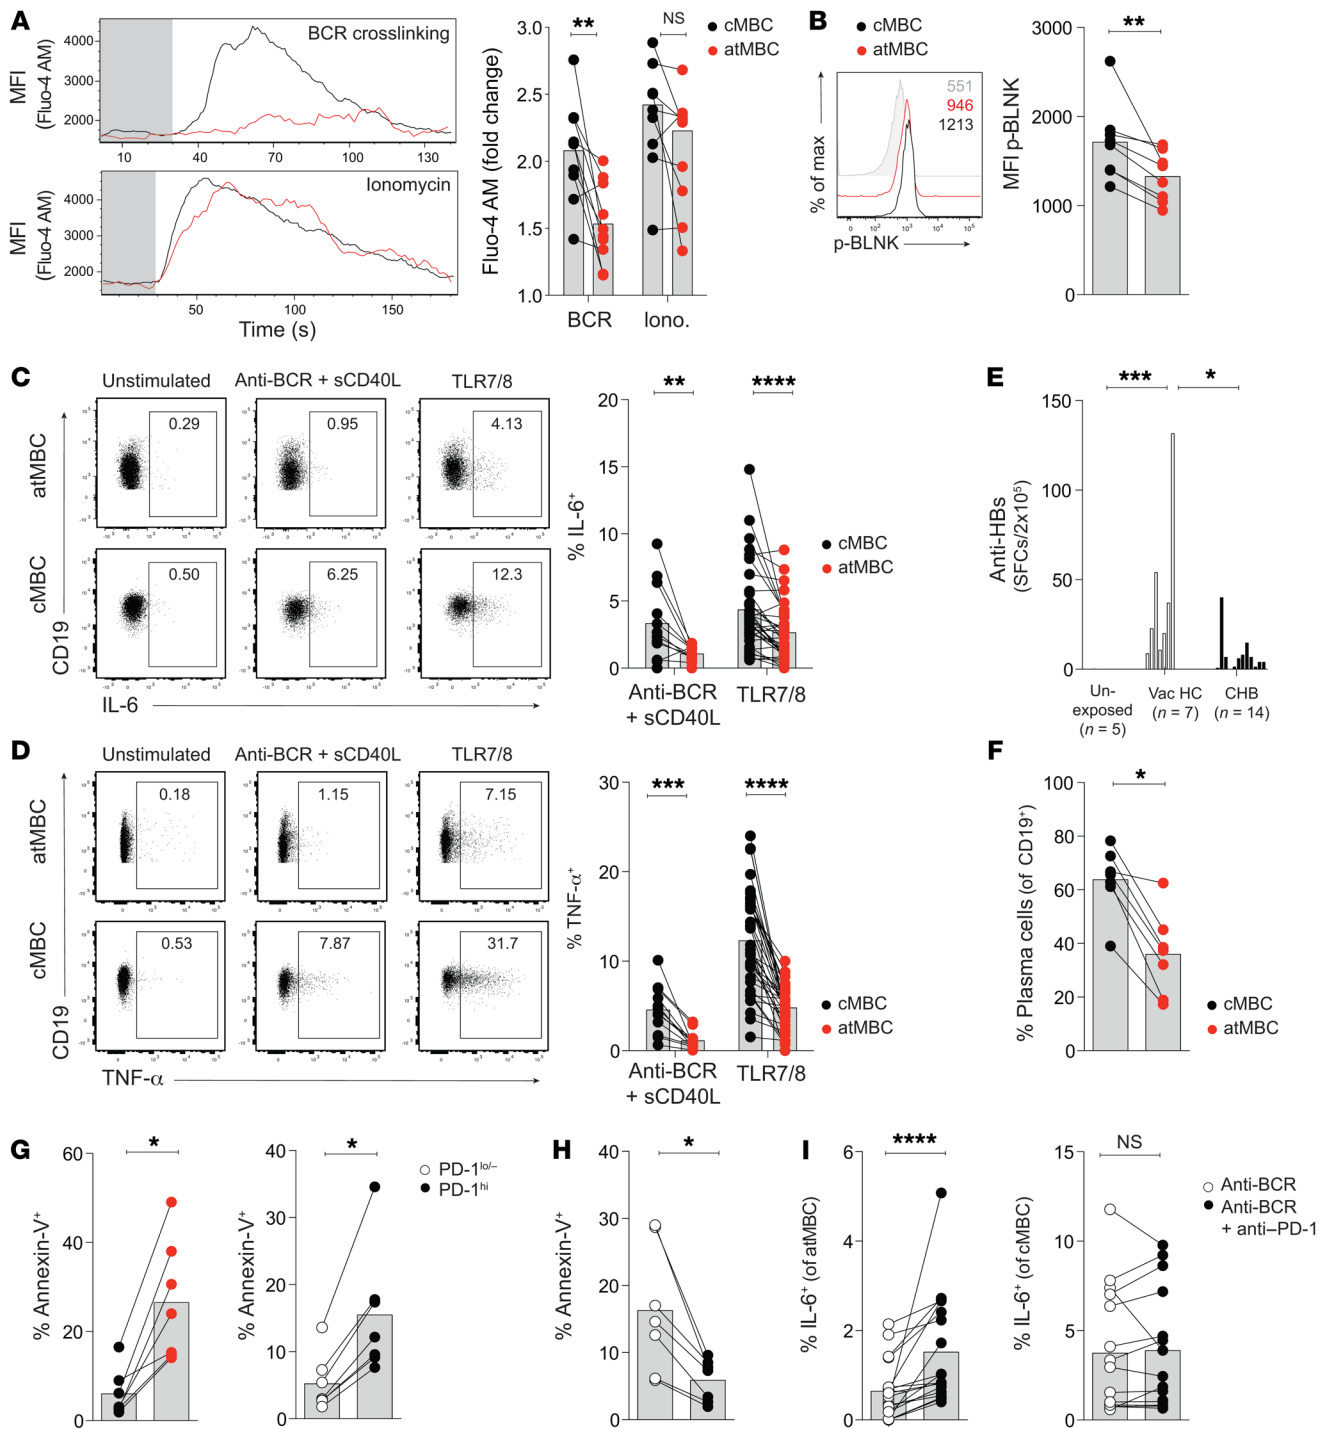 A
MFI
(Fluo-4 AM)
4000
3000
2000
BCR crosslinking
10
40
70
100
130
MFI
(Fluo-4 AM)
4000
3000
2000
Ionomycin
50
100
150
Time (s)
Fluo-4 AM (fold change)
3.0
2.5
2.0
1.5
1.0
**
NS
BCR
Iono.
cMBC
atMBC
B
cMBC
atMBC
% of max
551
946
1213
0
10²
10³
10⁴
10⁵
p-BLNK
MFI p-BLNK
3000
2000
1000
0
**
C
Unstimulated
Anti-BCR + sCD40L
TLR7/8
atMBC
0.29
0.95
4.13
cMBC
0.50
6.25
12.3
CD19
IL-6
% IL-6⁺
20
15
10
5
0
**
****
Anti-BCR
+ sCD40L
TLR7/8
cMBC
atMBC
E
Anti-HBs
(SFCs/2x10⁵)
150
100
50
0
***
*
Un-
exposed
(n = 5)
Vac HC
(n = 7)
CHB
(n = 14)
D
Unstimulated
Anti-BCR + sCD40L
TLR7/8
atMBC
0.18
1.15
7.15
cMBC
0.53
7.87
31.7
CD19
TNF-α
% TNF-α⁺
30
20
10
0
***
****
Anti-BCR
+ sCD40L
TLR7/8
cMBC
atMBC
F
% Plasma cells (of CD19⁺)
100
80
60
40
20
0
*
cMBC
atMBC
G
% Annexin-V⁺
60
40
20
0
*
% Annexin-V⁺
40
30
20
10
0
*
PD-1ˡᵒ/⁻
PD-1ʰⁱ
H
% Annexin-V⁺
40
30
20
10
0
*
I
% IL-6⁺ (of atMBC)
6
4
2
0
****
% IL-6⁺ (of cMBC)
15
10
5
0
NS
Anti-BCR
Anti-BCR
+ anti–PD-1